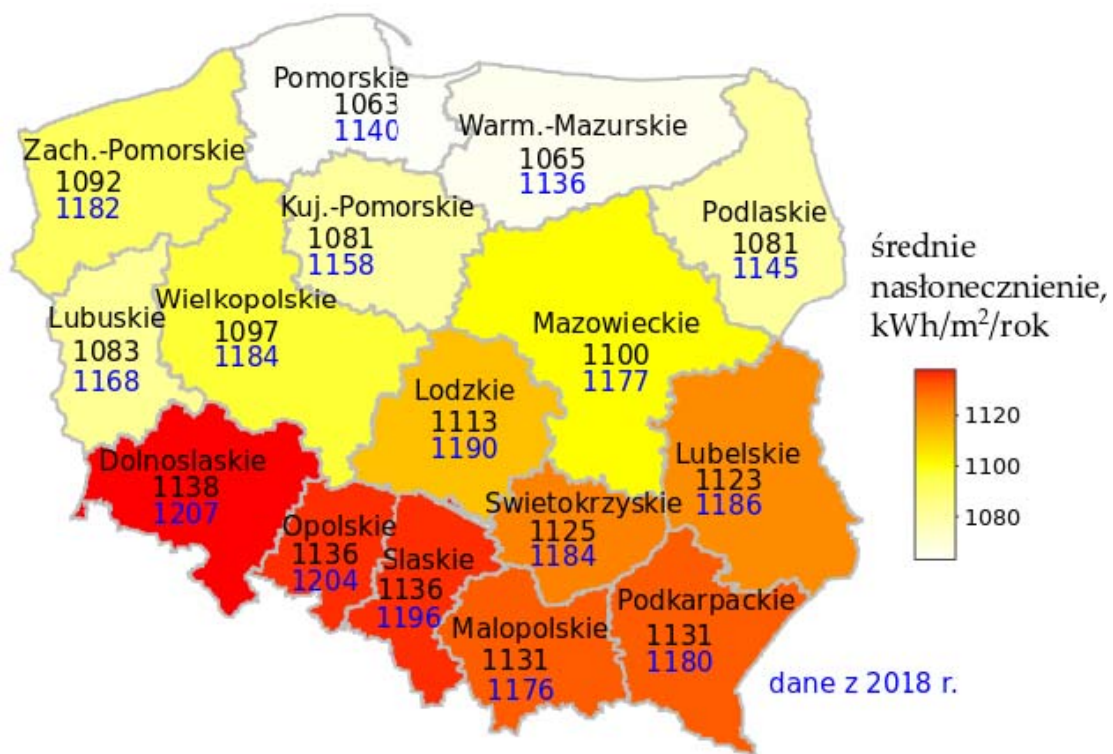 Pomorskie
1063
1140
Warm.-Mazurskie
1065
1136
Zach.-Pomorskie
1092
1182
Kuj.-Pomorskie
1081
1158
Podlaskie
1081
1145
Lubuskie
1083
1168
Wielkopolskie
1097
1184
Mazowieckie
1100
1177
Lodzkie
1113
1190
Dolnoslaskie
1138
1207
Opolskie
1136
1204
Slaskie
1136
1196
Swietokrzyskie
1125
1184
Lubelskie
1123
1186
Malopolskie
1131
1176
Podkarpackie
1131
1180
średnie
nasłonecznienie,
kWh/m²/rok
1120
1100
1080
dane z 2018 r.